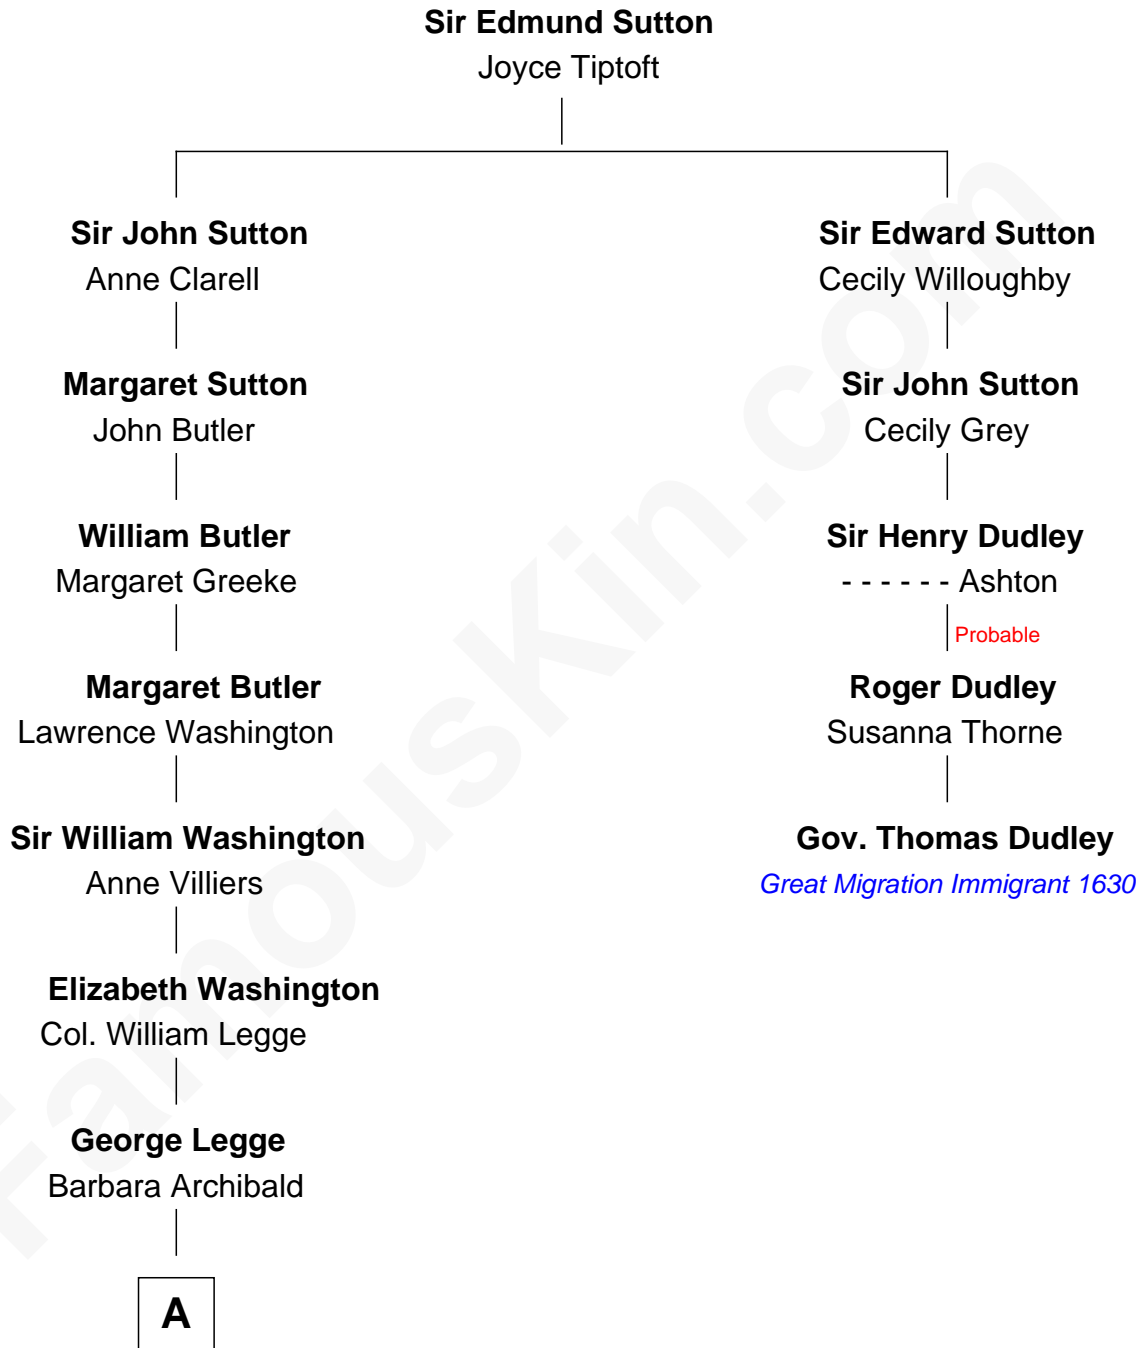 Sir Edmund Sutton
Joyce Tiptoft
Sir John Sutton
Anne Clarell
Margaret Sutton
John Butler
William Butler
Margaret Greeke
Margaret Butler
Lawrence Washington
Sir William Washington
Anne Villiers
Elizabeth Washington
Col. William Legge
George Legge
Barbara Archibald
A
Sir Edward Sutton
Cecily Willoughby
Sir John Sutton
Cecily Grey
Sir Henry Dudley
- - - - - - Ashton
Probable
Roger Dudley
Susanna Thorne
Gov. Thomas Dudley
Great Migration Immigrant 1630
FamousKin.com